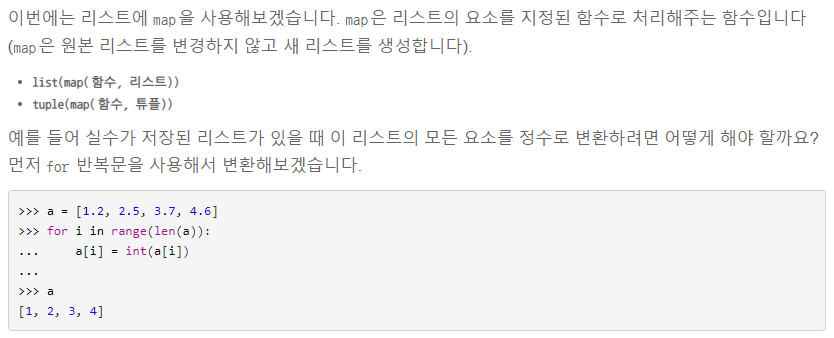 이번에는 리스트에 map을 사용해보겠습니다. map은 리스트의 요소를 지정된 함수로 처리해주는 함수입니다
(map은 원본 리스트를 변경하지 않고 새 리스트를 생성합니다).
• list(map(함수, 리스트))
• tuple(map(함수, 튜플))
예를 들어 실수가 저장된 리스트가 있을 때 이 리스트의 모든 요소를 정수로 변환하려면 어떻게 해야 할까요?
먼저 for 반복문을 사용해서 변환해보겠습니다.
>>> a = [1.2, 2.5, 3.7, 4.6]
>>> for i in range(len(a)):
...     a[i] = int(a[i])
...
>>> a
[1, 2, 3, 4]